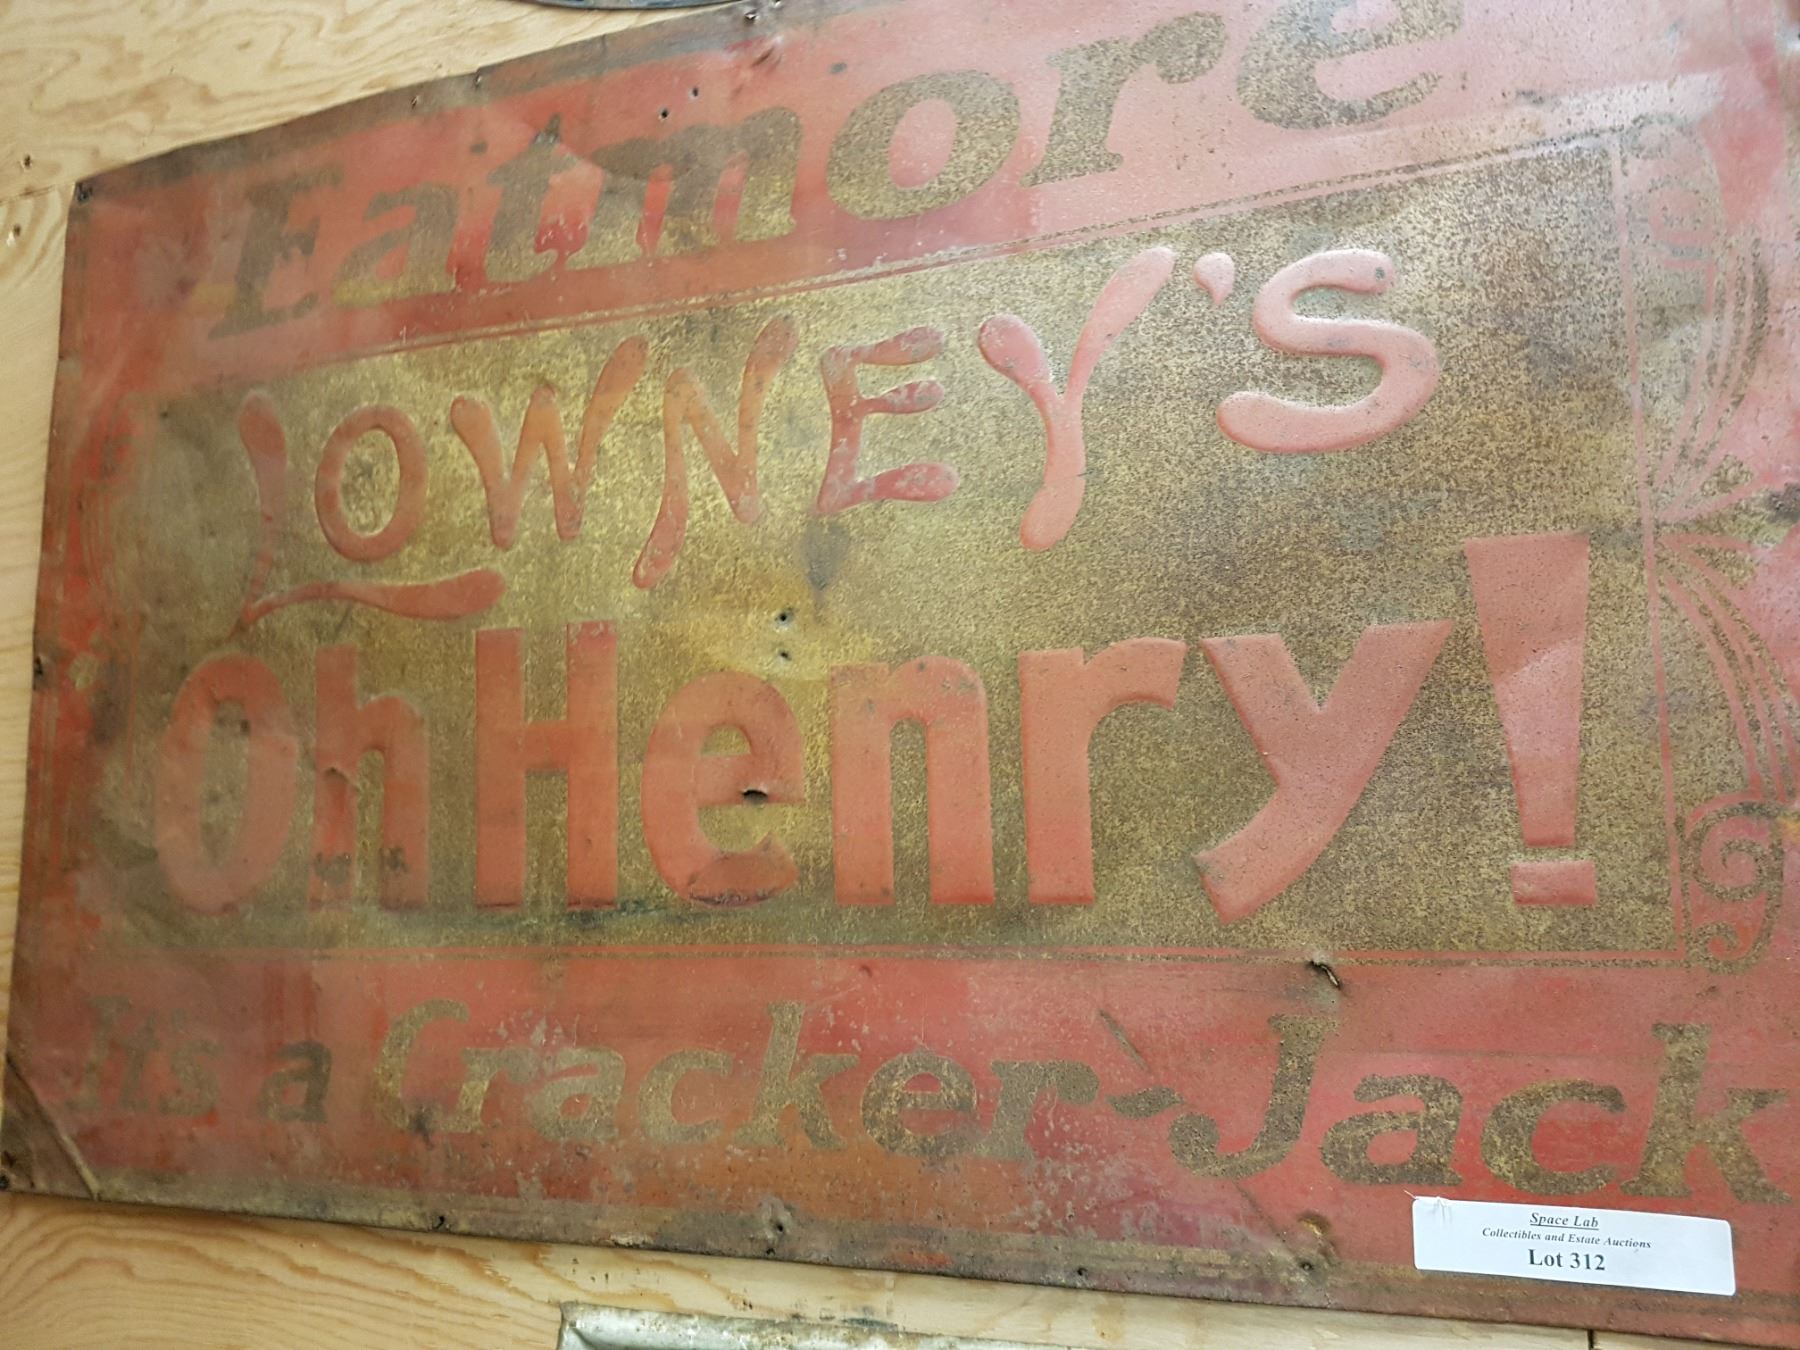 Eatmore
LOWNEY'S
Oh Henry!
It's a Cracker-Jack
Space Lab
Collectibles and Estate Auctions
Lot 312